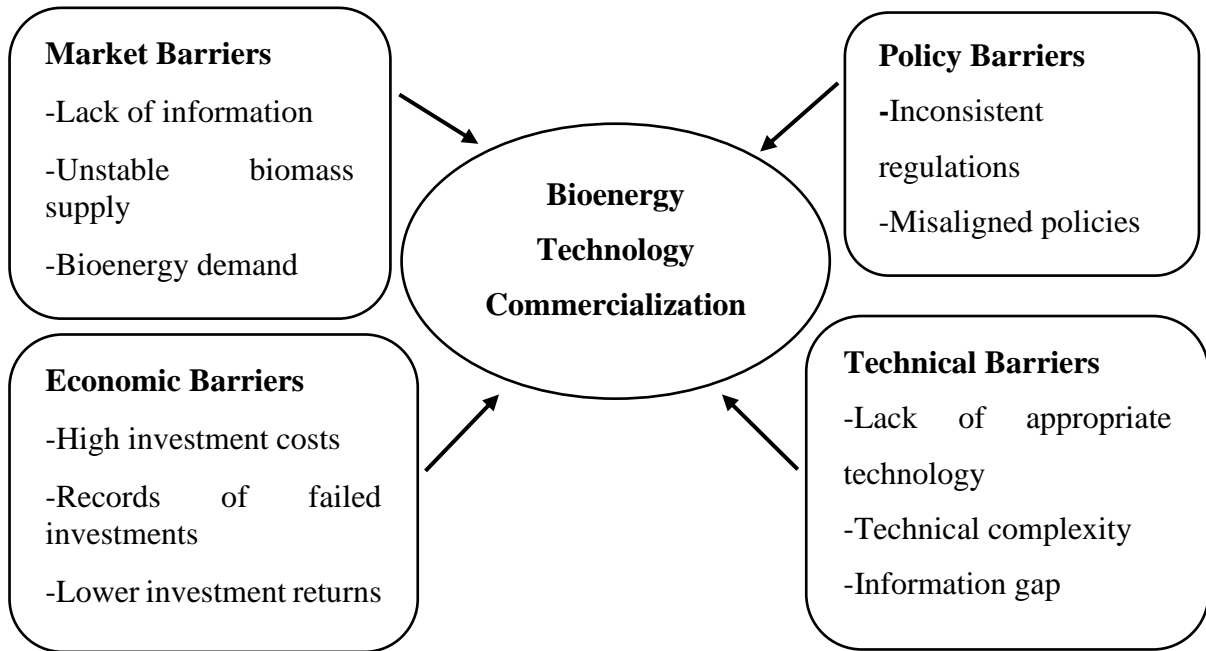 Market Barriers
-Lack of information
-Unstable biomass
supply
-Bioenergy demand
Policy Barriers
-Inconsistent
regulations
-Misaligned policies
Bioenergy
Technology
Commercialization
Economic Barriers
-High investment costs
-Records of failed
investments
-Lower investment returns
Technical Barriers
-Lack of appropriate
technology
-Technical complexity
-Information gap